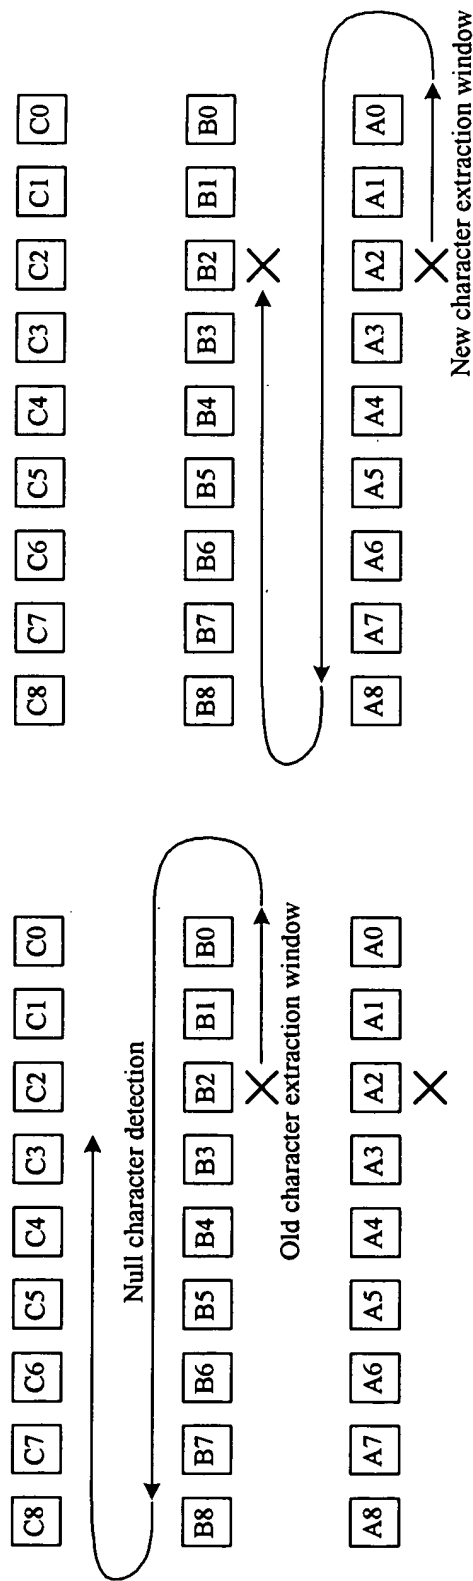 C8 C7 C6 C5 C4 C3 C2 C1 C0
Null character detection
B8 B7 B6 B5 B4 B3 B2 B1 B0
Old character extraction window
A8 A7 A6 A5 A4 A3 A2 A1 A0
C8 C7 C6 C5 C4 C3 C2 C1 C0
B8 B7 B6 B5 B4 B3 B2 B1 B0
A8 A7 A6 A5 A4 A3 A2 A1 A0
New character extraction window